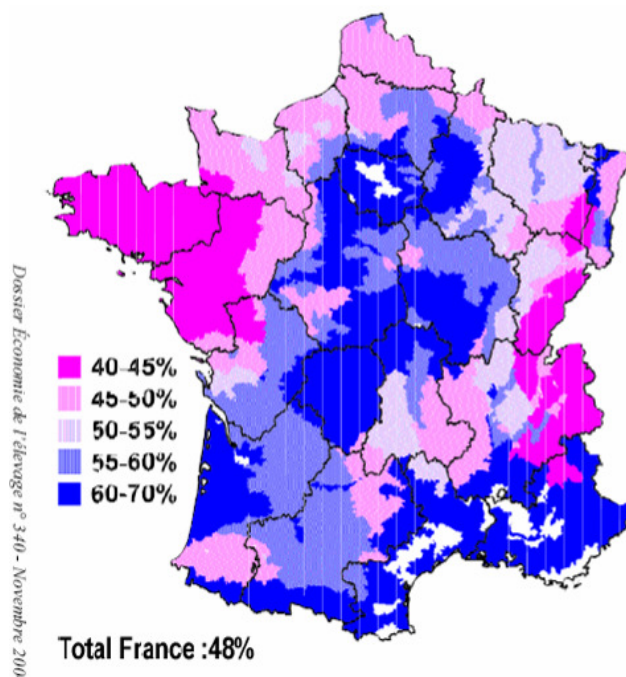 Dossier Économie de l'élevage n° 340 - Novembre 200
40-45%
45-50%
50-55%
55-60%
60-70%
Total France :48%